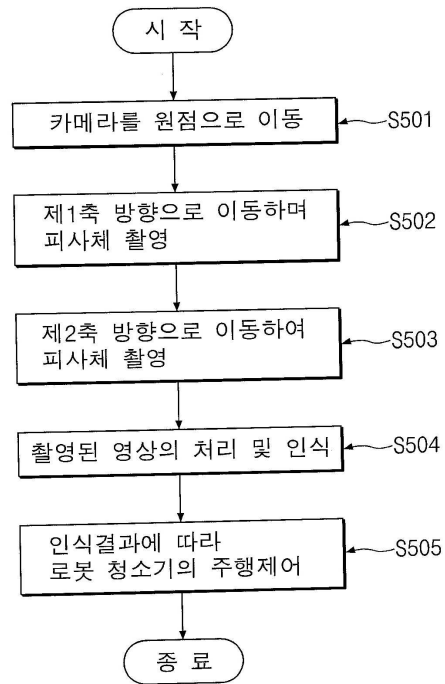 시 작
카메라를 원점으로 이동
S501
제1축 방향으로 이동하며
피사체 촬영
S502
제2축 방향으로 이동하여
피사체 촬영
S503
촬영된 영상의 처리 및 인식
S504
인식결과에 따라
로봇 청소기의 주행제어
S505
종 료